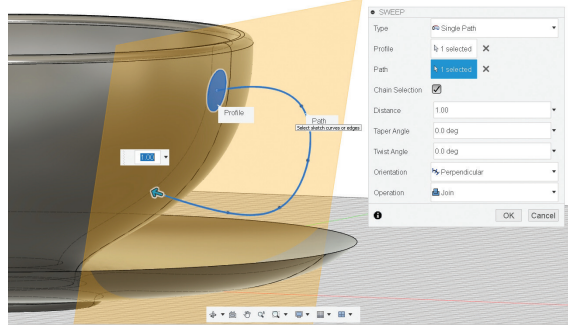 SWEEP
Type Single Path
Profile 1 selected
Path 1 selected
Chain Selection
Distance 1.00
Taper Angle 0.0 deg
Twist Angle 0.0 deg
Orientation Perpendicular
Operation Join
OK Cancel
Profile
Path
Select sketch curves or edges
1.00